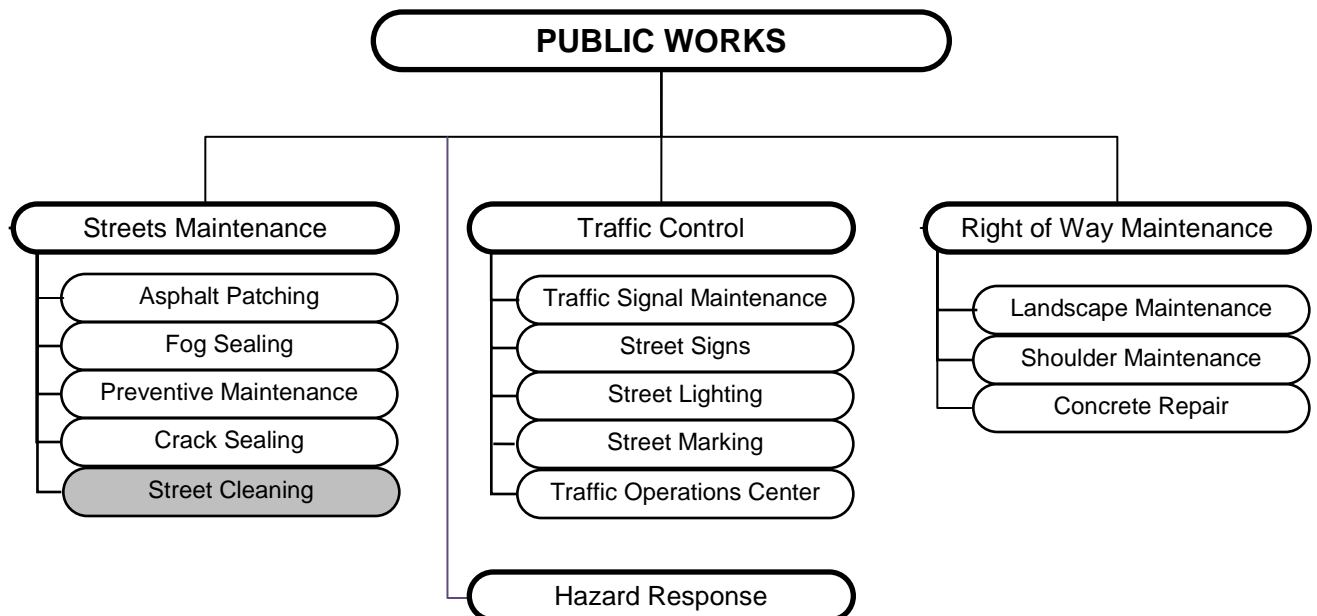 PUBLIC WORKS
Streets Maintenance
Asphalt Patching
Fog Sealing
Preventive Maintenance
Crack Sealing
Street Cleaning
Traffic Control
Traffic Signal Maintenance
Street Signs
Street Lighting
Street Marking
Traffic Operations Center
Right of Way Maintenance
Landscape Maintenance
Shoulder Maintenance
Concrete Repair
Hazard Response